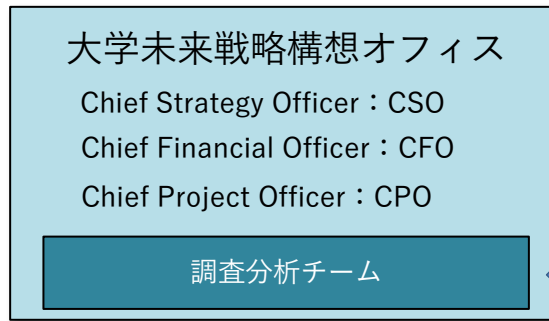 大学未来戦略構想オフィス
Chief Strategy Officer：CSO
Chief Financial Officer：CFO
Chief Project Officer：CPO
調査分析チーム